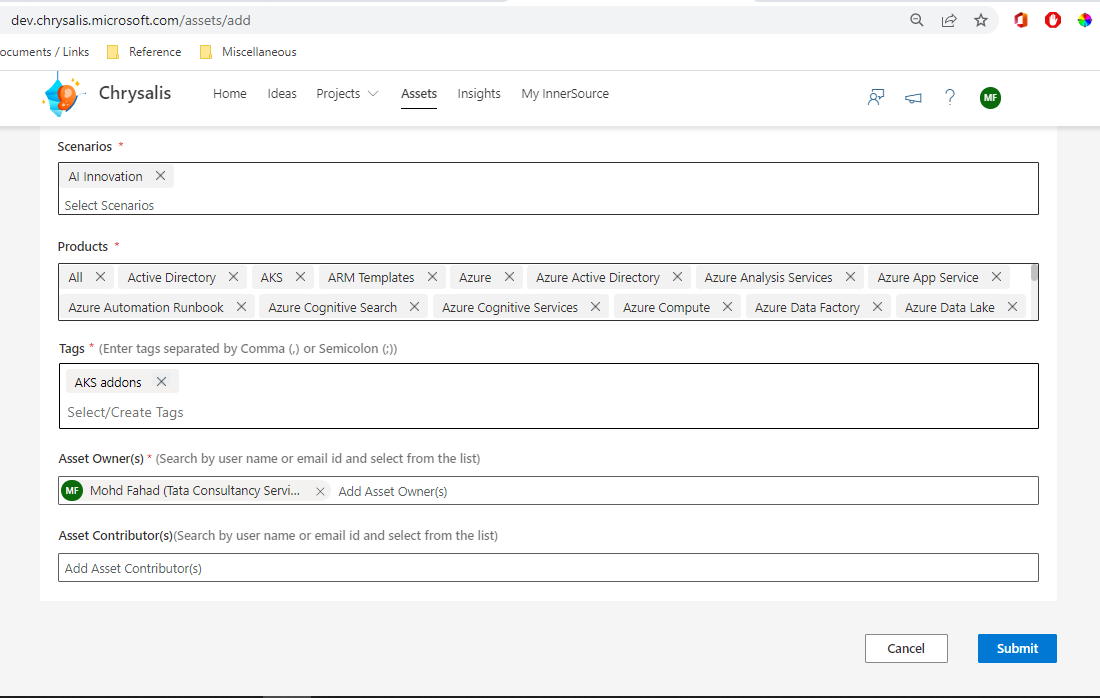 dev.chrysalis.microsoft.com/assets/add
ocuments / Links Reference Miscellaneous
Chrysalis Home Ideas Projects Assets Insights My InnerSource ? MF
Scenarios *
AI Innovation
Select Scenarios
Products *
All Active Directory AKS ARM Templates Azure Azure Active Directory Azure Analysis Services Azure App Service
Azure Automation Runbook Azure Cognitive Search Azure Cognitive Services Azure Compute Azure Data Factory Azure Data Lake
Tags * (Enter tags separated by Comma (,) or Semicolon (;))
AKS addons
Select/Create Tags
Asset Owner(s) * (Search by user name or email id and select from the list)
MF Mohd Fahad (Tata Consultancy Servi... Add Asset Owner(s)
Asset Contributor(s)(Search by user name or email id and select from the list)
Add Asset Contributor(s)
Cancel Submit